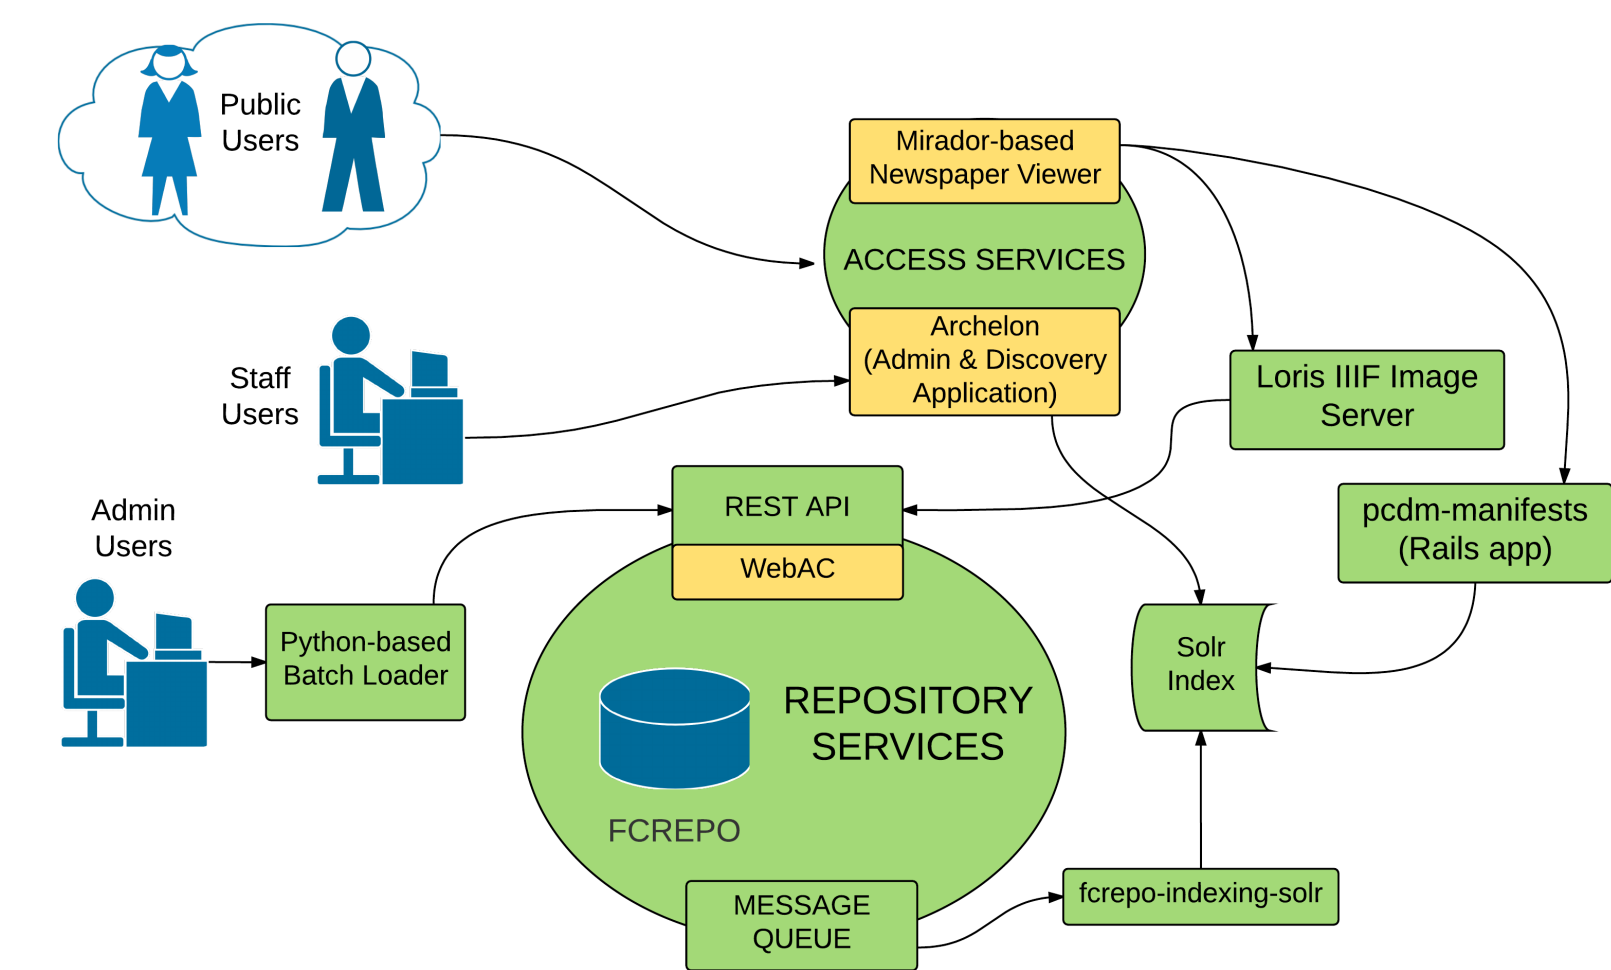 Public
Users
Mirador-based
Newspaper Viewer
ACCESS SERVICES
Archelon
(Admin & Discovery
Application)
Staff
Users
Loris IIIF Image
Server
Admin
Users
REST API
WebAC
pcdm-manifests
(Rails app)
Python-based
Batch Loader
Solr
Index
REPOSITORY
SERVICES
FCREPO
MESSAGE
QUEUE
fcrepo-indexing-solr